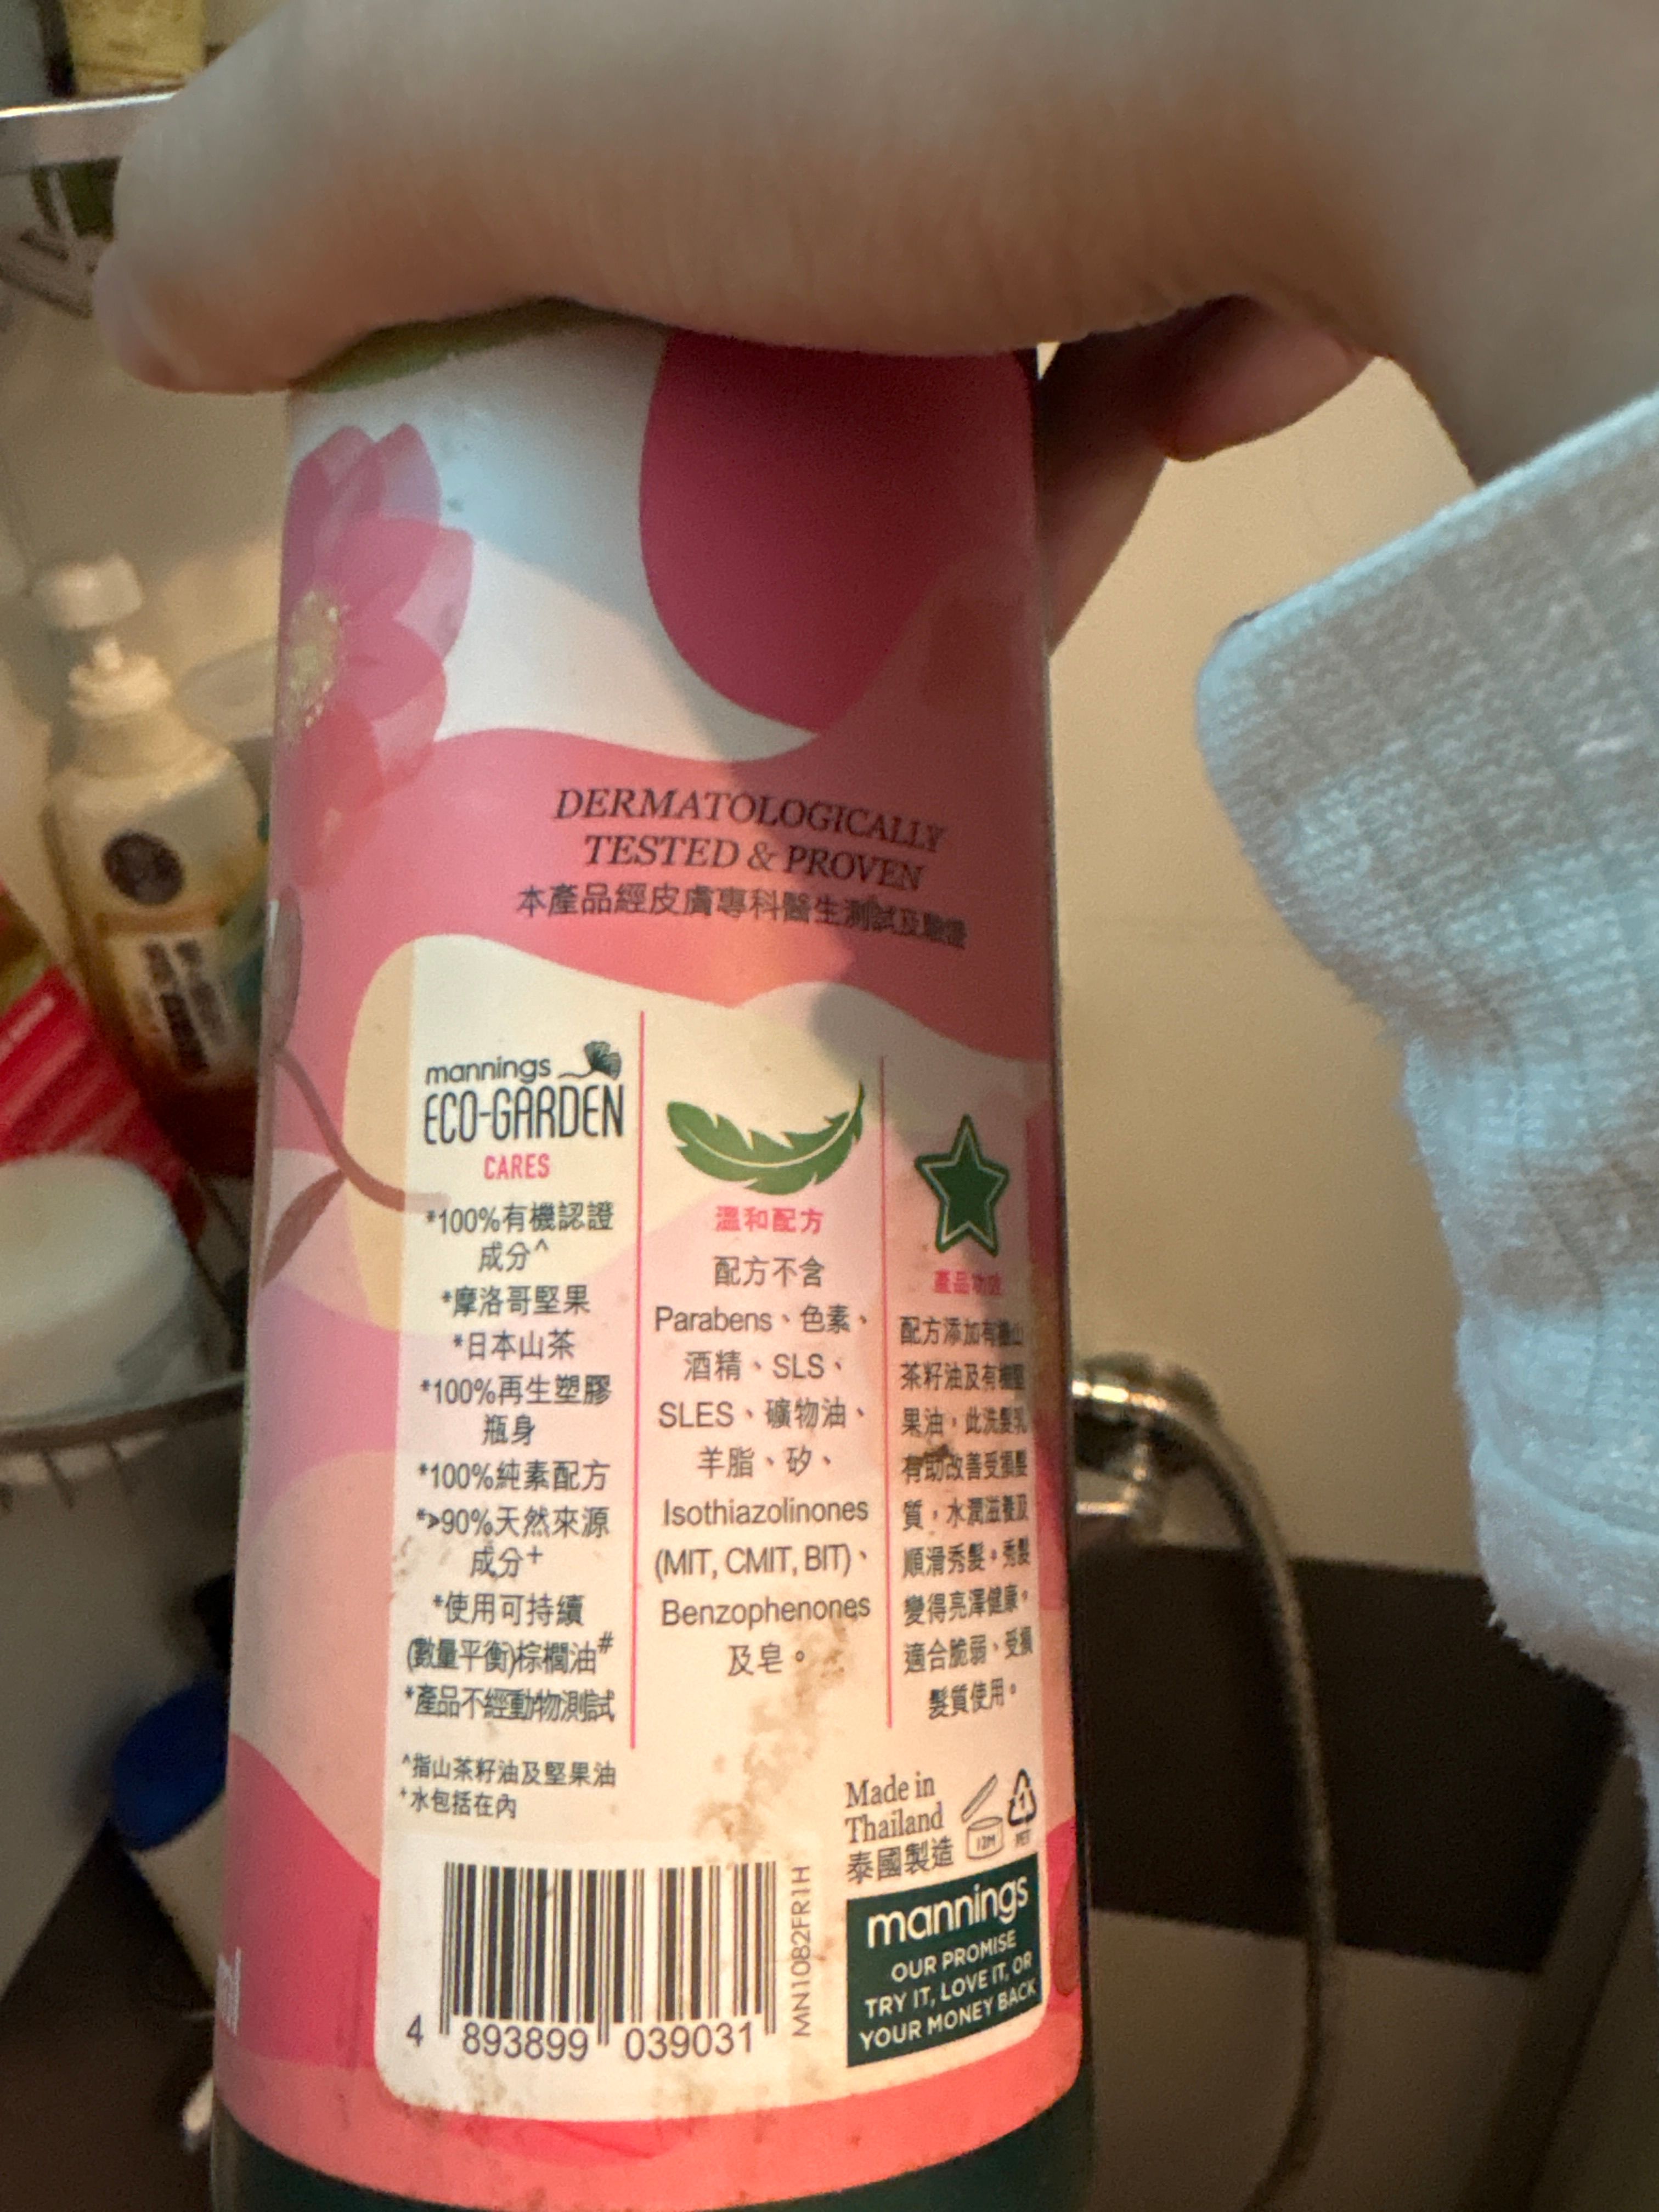 DERMATOLOGICALLY
TESTED & PROVEN
本產品經皮膚專科醫生測試及驗證
mannings
ECO-GARDEN
CARES
*100%有機認證
成分^
*摩洛哥堅果
*日本山茶
*100%再生塑膠
瓶身
*100%純素配方
*>90%天然來源
成分+
*使用可持續
(數量平衡)棕櫚油#
*產品不經動物測試
^指山茶籽油及堅果油
+水包括在內
溫和配方
配方不含
Parabens、色素、
酒精、SLS、
SLES、礦物油、
羊脂、矽、
Isothiazolinones
(MIT, CMIT, BIT)、
Benzophenones
及皂。
產品功效
配方添加有機山
茶籽油及有機堅
果油，此洗髮乳
有助改善受損髮
質，水潤滋養及
順滑秀髮。秀髮
變得亮澤健康。
適合脆弱、受損
髮質使用。
Made in
Thailand
泰國製造
12M
1
PET
4 893899 039031
MN1082FR1H
mannings
OUR PROMISE
TRY IT, LOVE IT, OR
YOUR MONEY BACK
ml